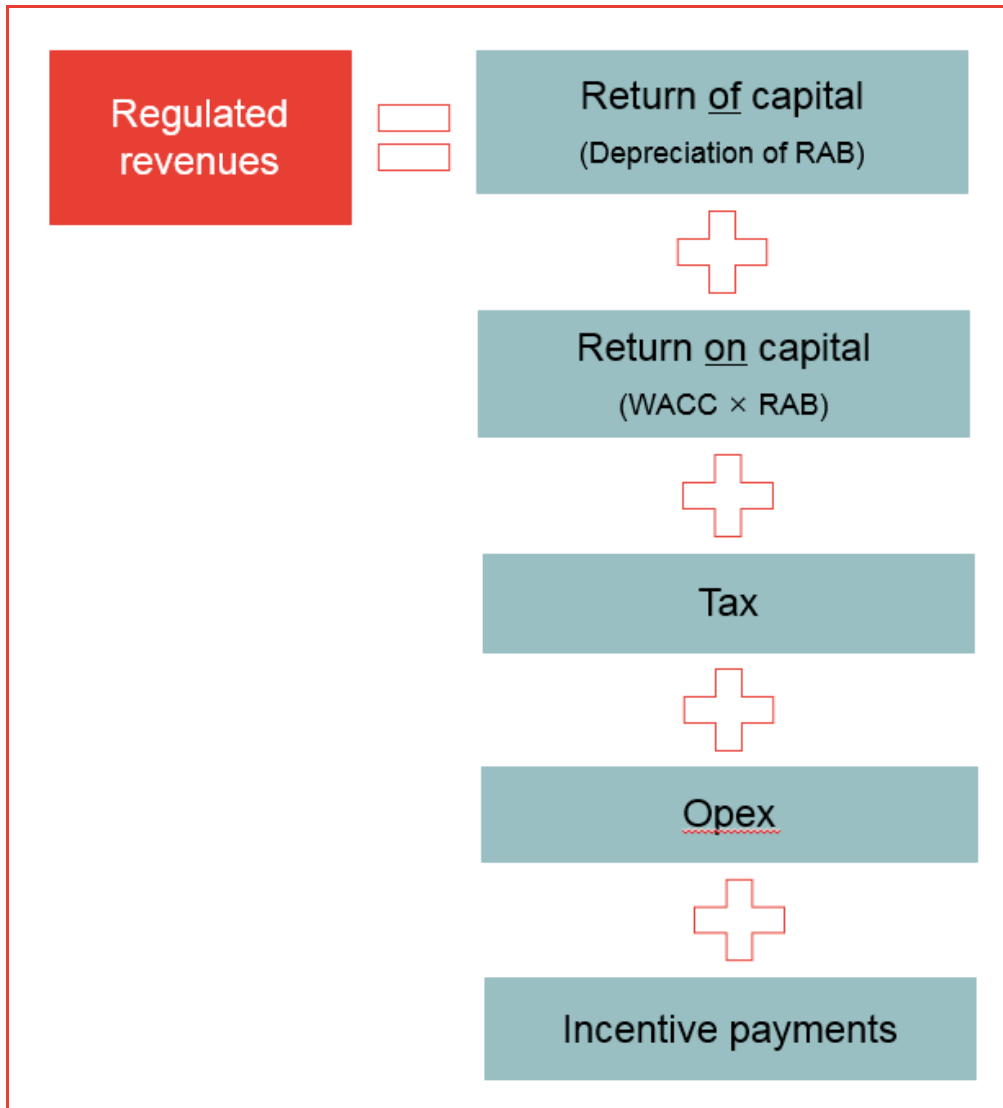 Regulated
revenues
Return of capital
(Depreciation of RAB)
Return on capital
(WACC × RAB)
Tax
Opex
Incentive payments